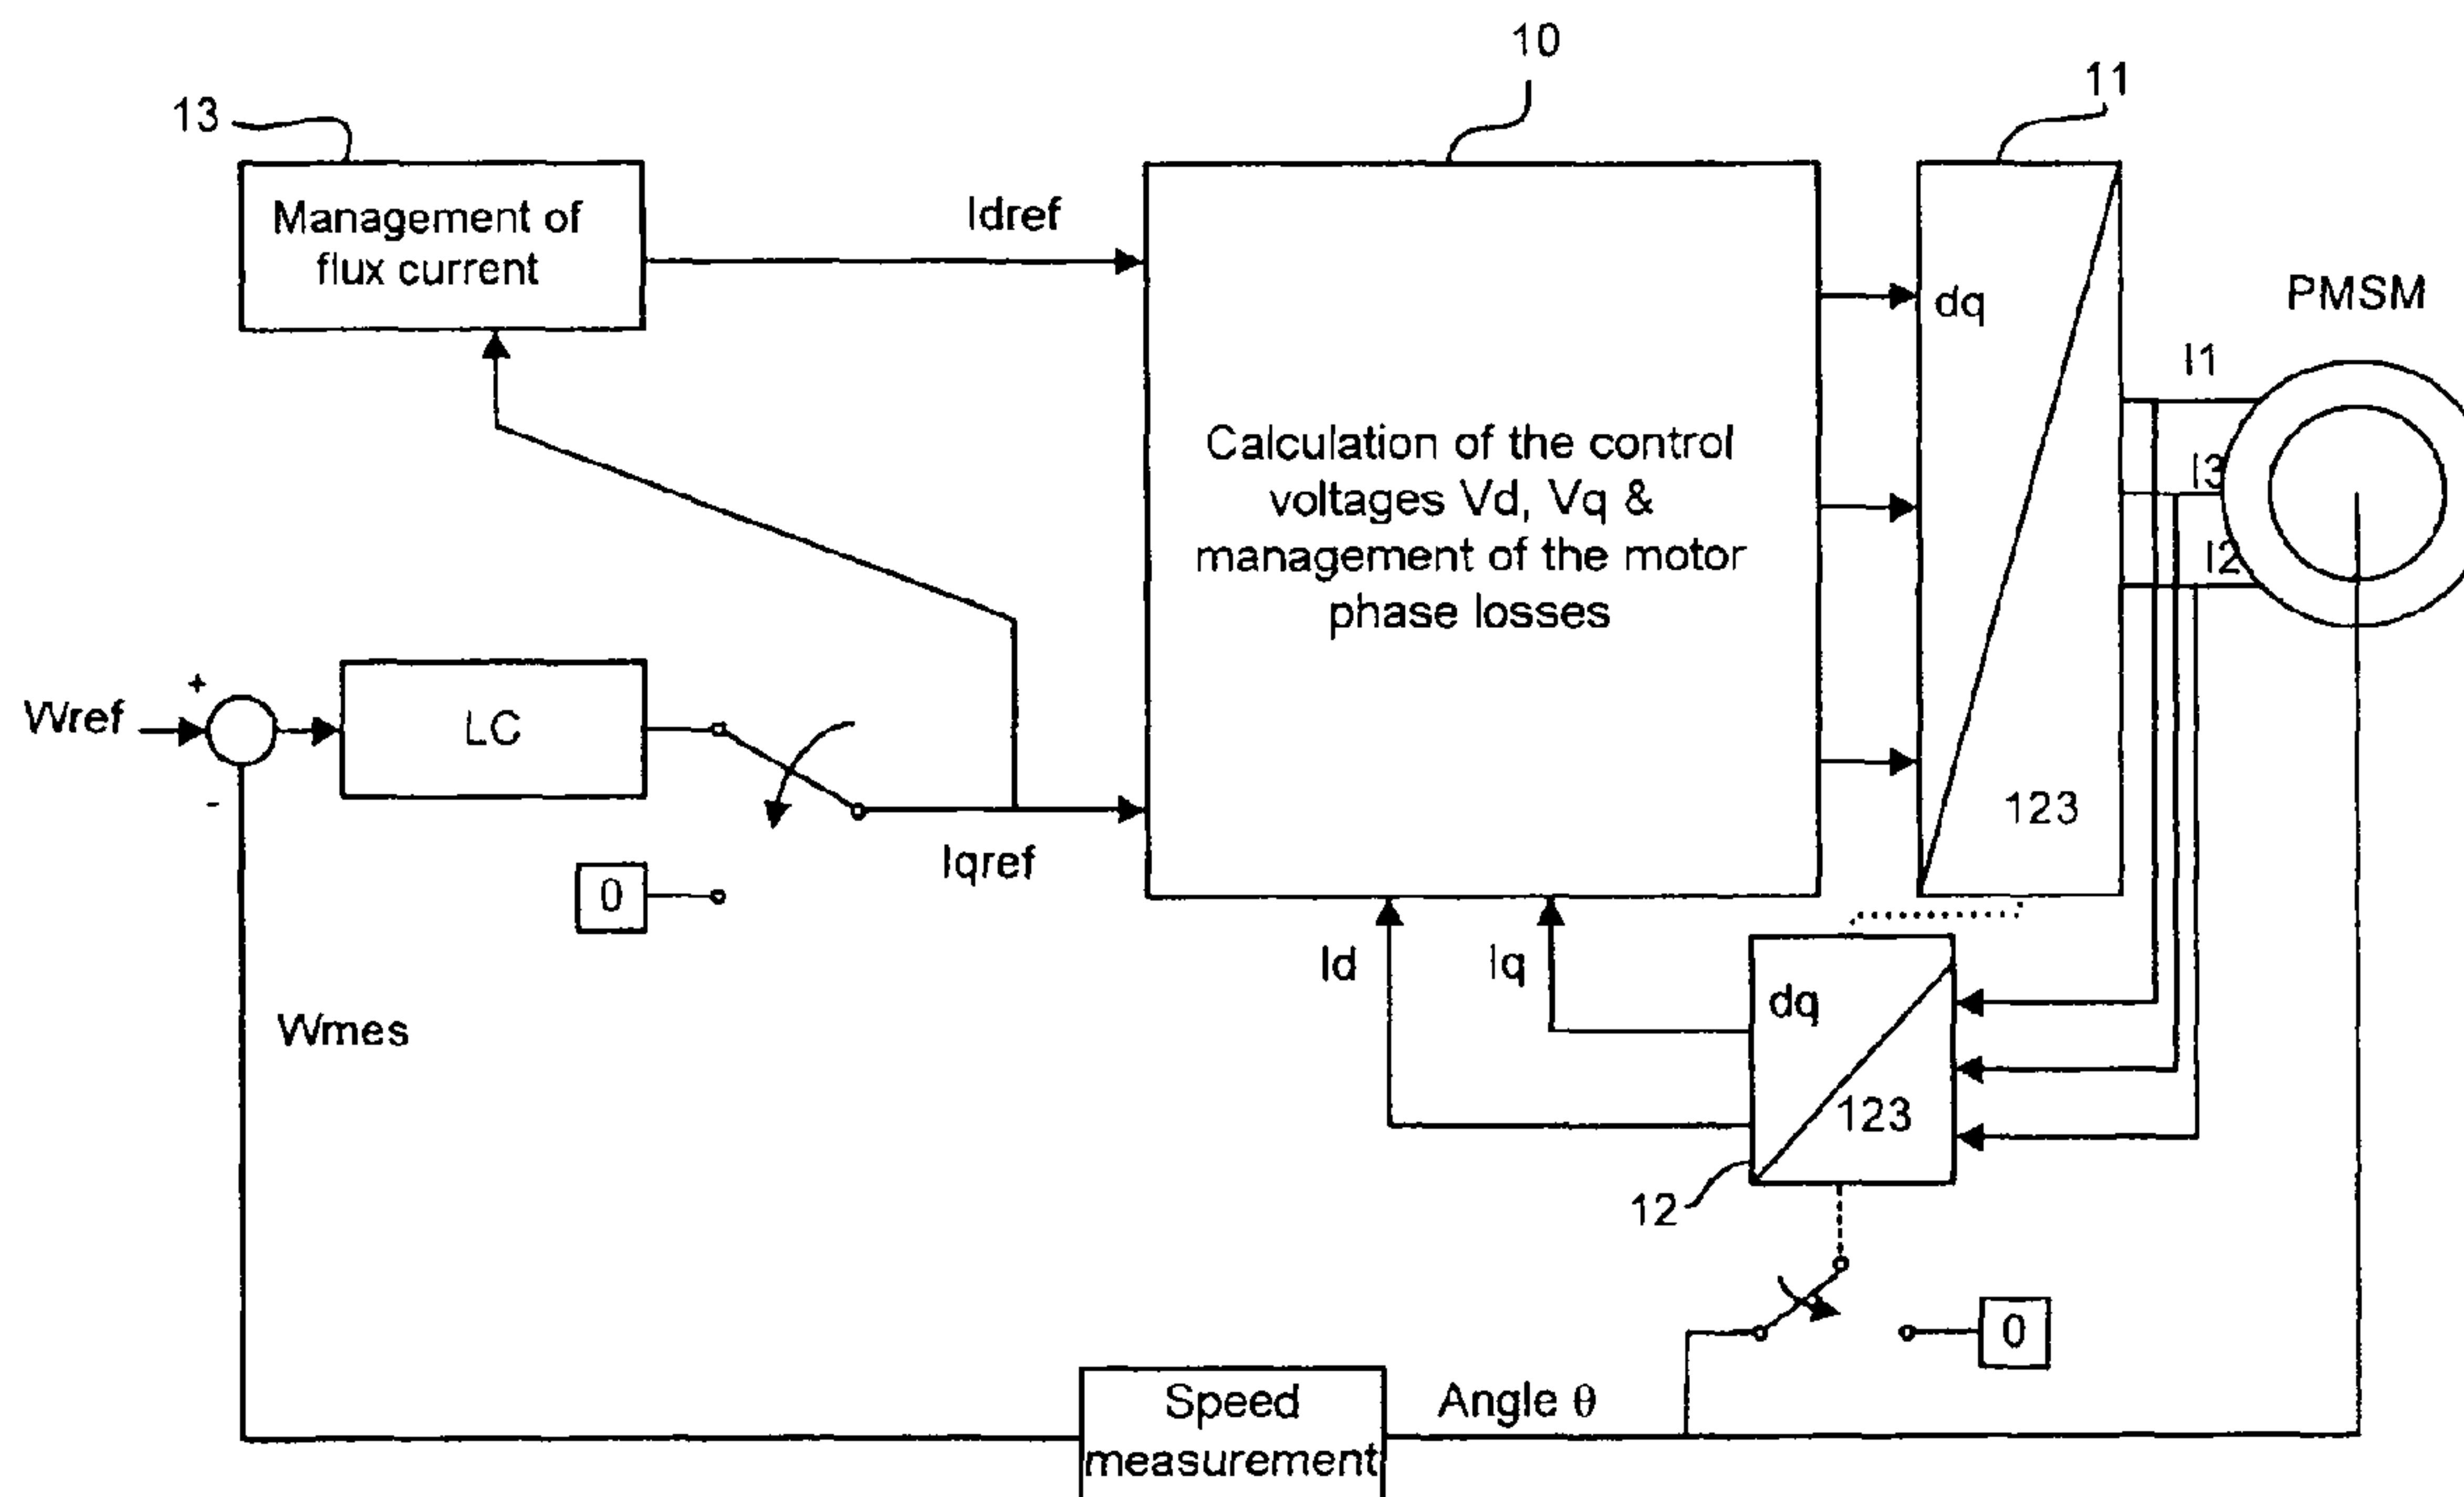 10
11
13
Management of
flux current
Idref
dq
PMSM
I1
I3
I2
Calculation of the control
voltages Vd, Vq &
management of the motor
phase losses
+
Wref
-
LC
123
Iqref
0
Id
Iq
dq
123
Wmes
12
0
Speed
measurement
Angle θ